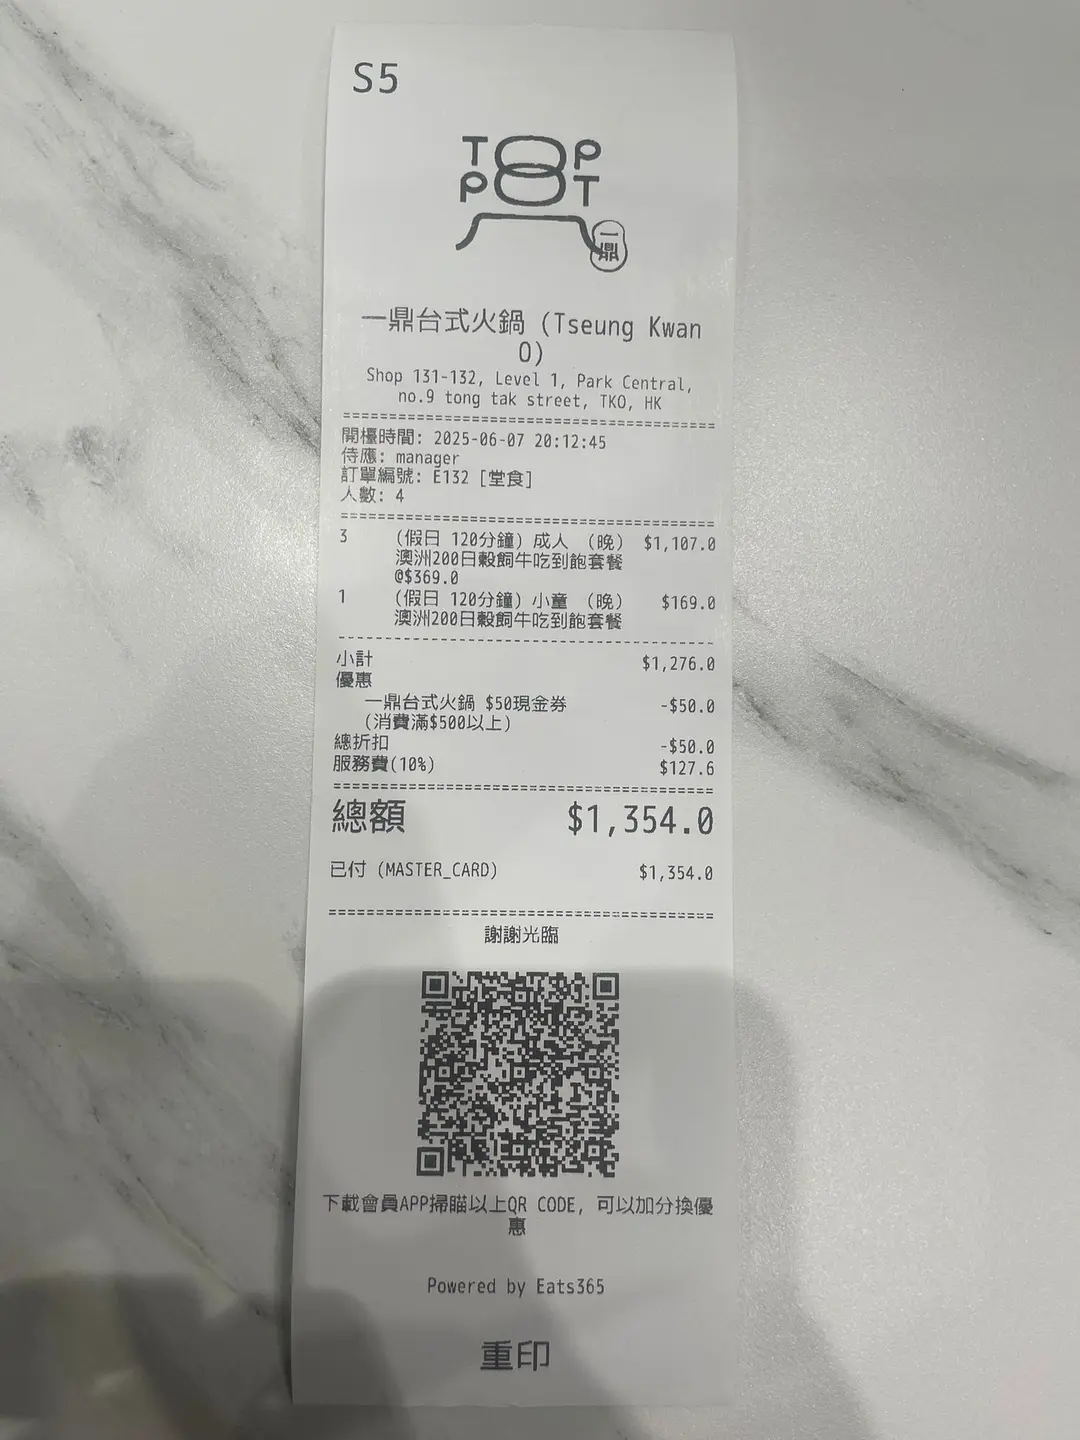 S5
TOP
POT
一鼎
一鼎台式火鍋 (Tseung Kwan
O)
Shop 131-132, Level 1, Park Central,
no.9 tong tak street, TKO, HK
開檯時間: 2025-06-07 20:12:45
侍應: manager
訂單編號: E132 [堂食]
人數: 4
3 (假日 120分鐘) 成人 (晚) $1,107.0
澳洲200日穀飼牛吃到飽套餐
@$369.0
1 (假日 120分鐘) 小童 (晚) $169.0
澳洲200日穀飼牛吃到飽套餐
小計 $1,276.0
優惠
一鼎台式火鍋 $50現金券 -$50.0
(消費滿$500以上)
總折扣 -$50.0
服務費(10%) $127.6
總額 $1,354.0
已付 (MASTER_CARD) $1,354.0
謝謝光臨
下載會員APP掃瞄以上QR CODE, 可以加分換優
惠
Powered by Eats365
重印